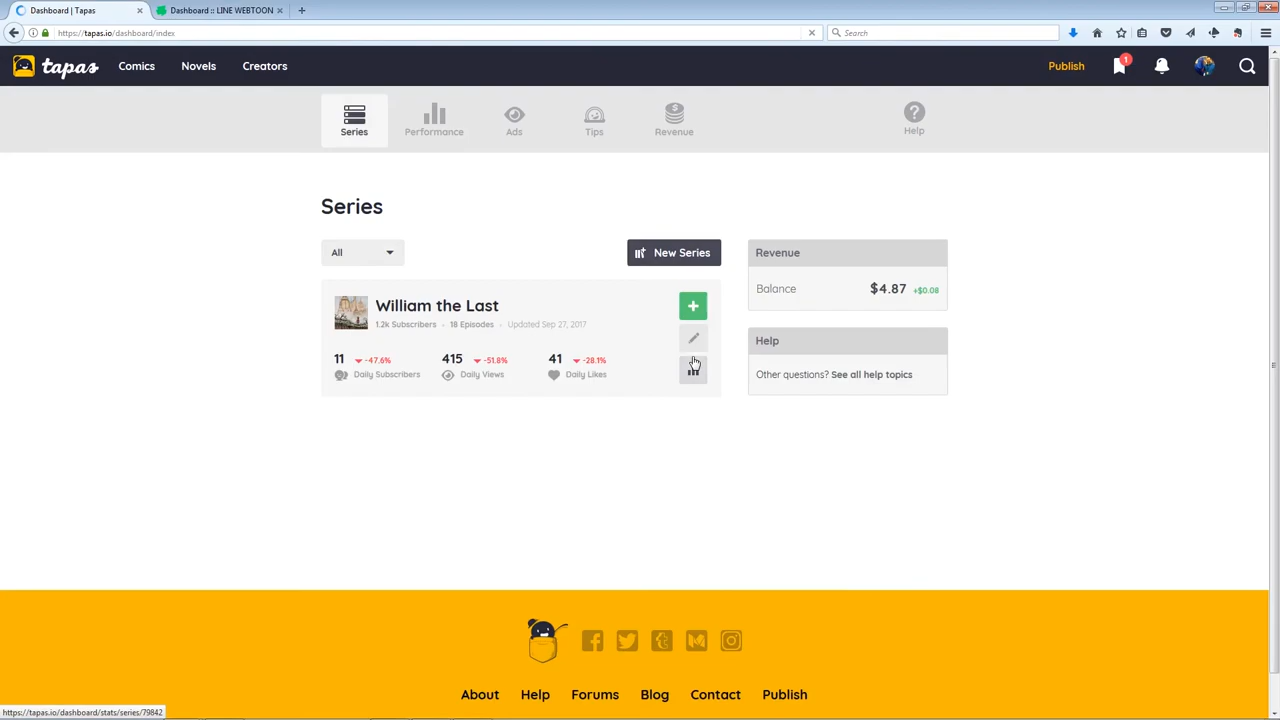 Dashboard | Tapas
Dashboard :: LINE WEBTOON
https://tapas.io/dashboard/index
Search
tapas
Comics
Novels
Creators
Publish
1
Series
Performance
Ads
Tips
Revenue
Help
Series
All
New Series
William the Last
1.2k Subscribers · 18 Episodes · Updated Sep 27, 2017
11 -47.6%
Daily Subscribers
415 -51.8%
Daily Views
41 -28.1%
Daily Likes
Revenue
Balance $4.87 +$0.08
Help
Other questions? See all help topics
About Help Forums Blog Contact Publish
https://tapas.io/dashboard/stats/series/79842